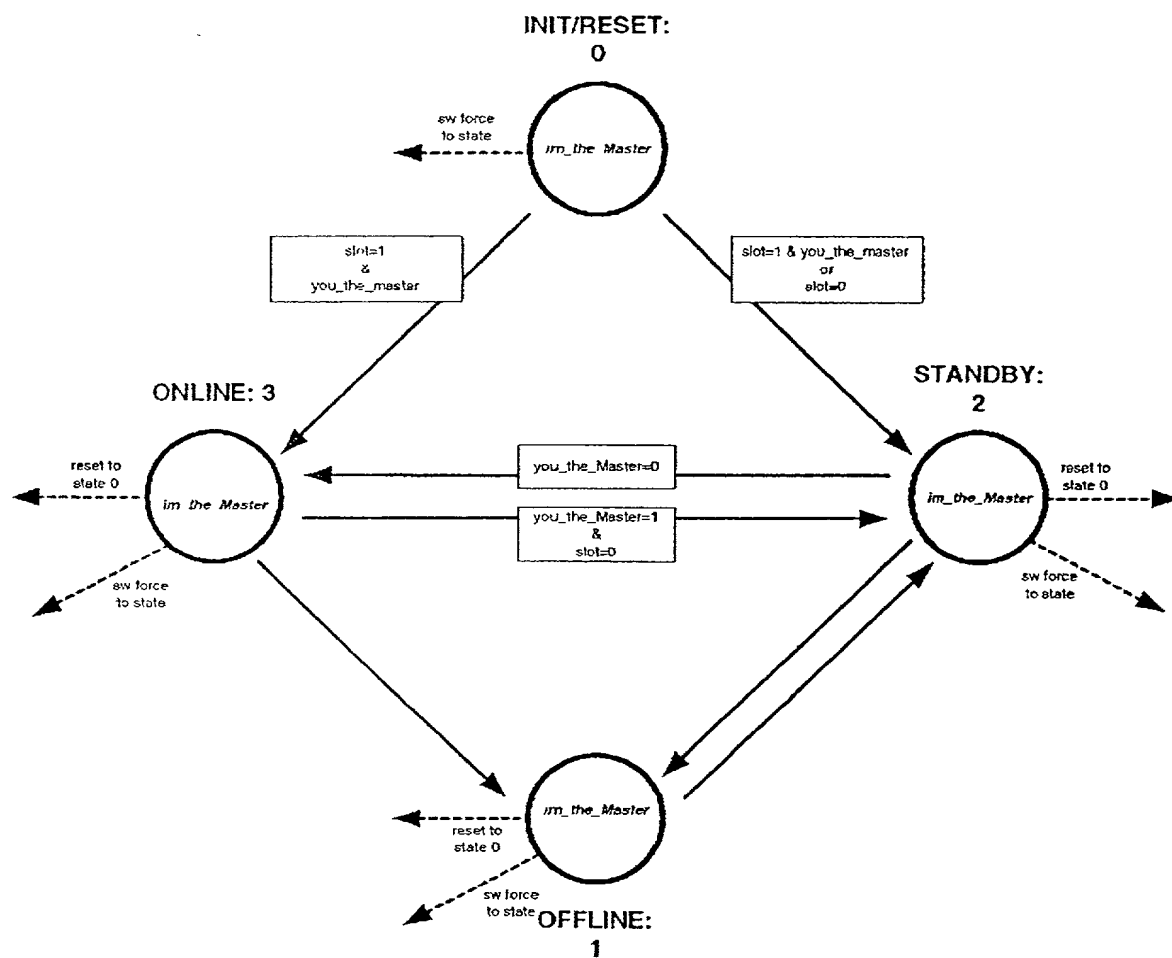 INIT/RESET:
0
sw force
to state
im_the_Master
slot=1
&
you_the_master
slot=1 & you_the_master
or
slot=0
ONLINE: 3
STANDBY:
2
you_the_Master=0
reset to
state 0
im_the_Master
you_the_Master=1
&
slot=0
im_the_Master
reset to
state 0
sw force
to state
sw force
to state
im_the_Master
reset to
state 0
sw force
to state
OFFLINE:
1